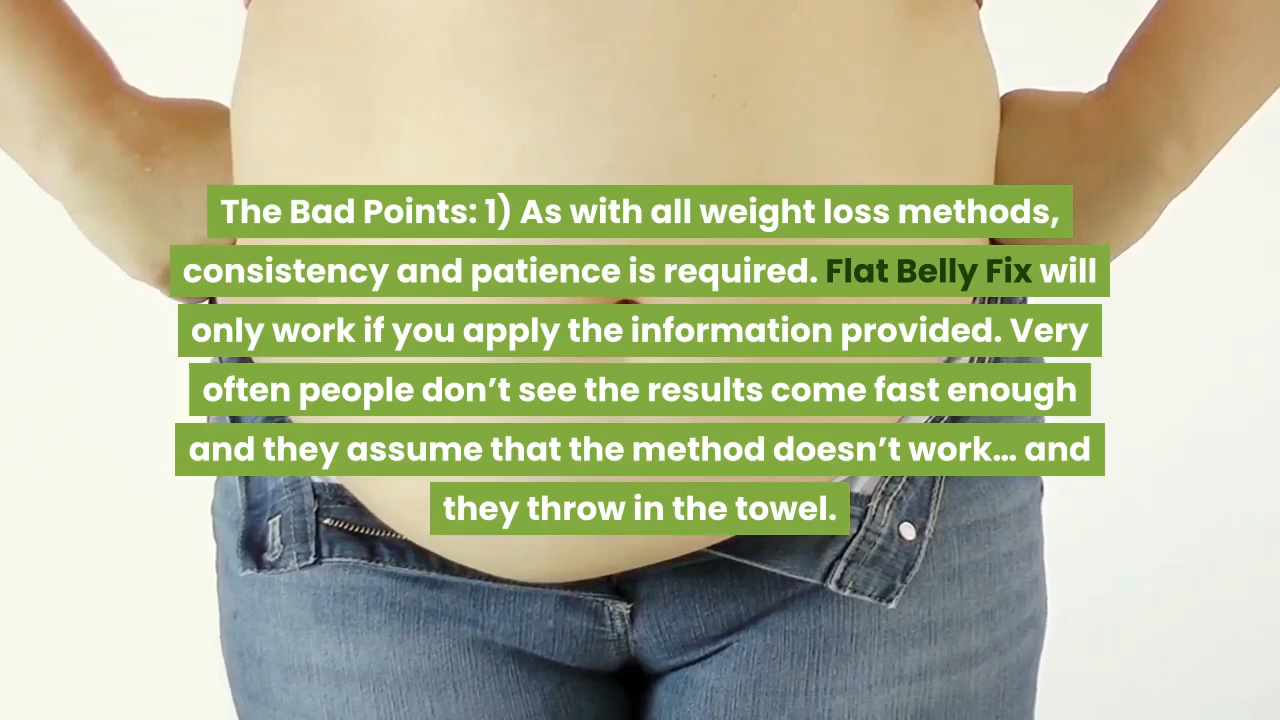 The Bad Points: 1) As with all weight loss methods,
consistency and patience is required. Flat Belly Fix will
only work if you apply the information provided. Very
often people don’t see the results come fast enough
and they assume that the method doesn’t work… and
they throw in the towel.